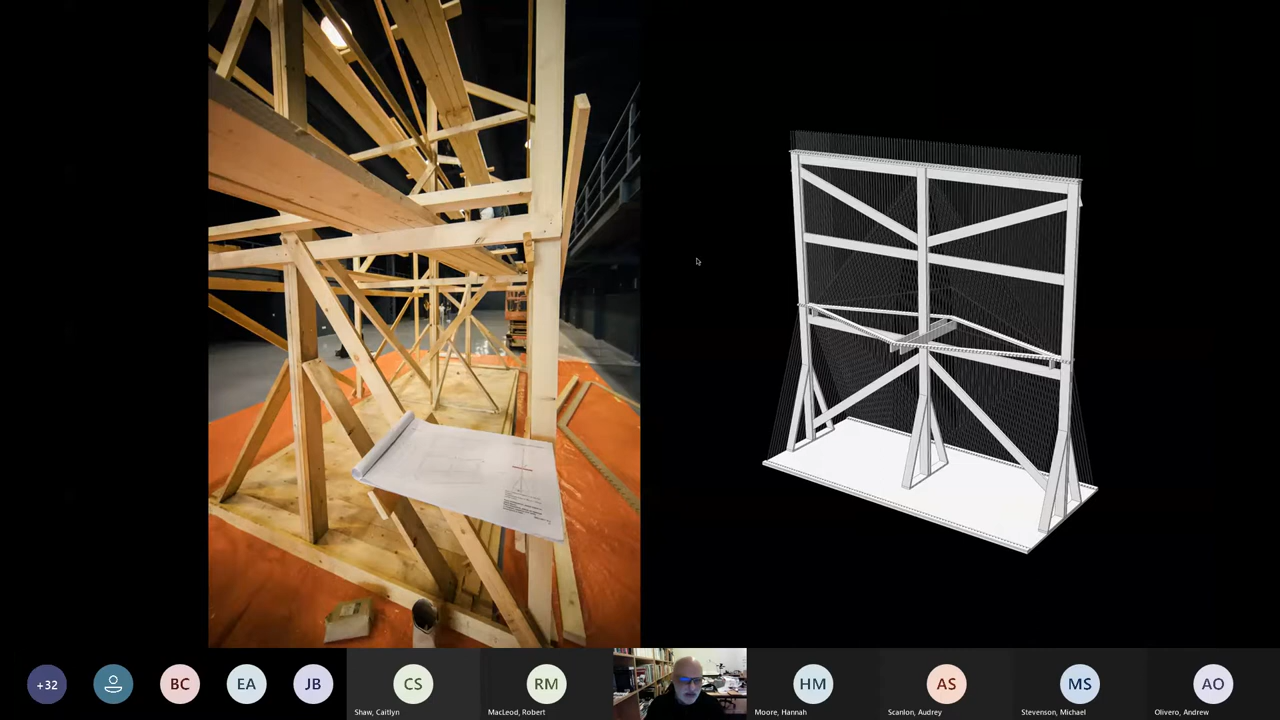 +32
BC
EA
JB
CS
Shaw, Caitlyn
RM
MacLeod, Robert
HM
Moore, Hannah
AS
Scanlon, Audrey
MS
Stevenson, Michael
AO
Olivero, Andrew